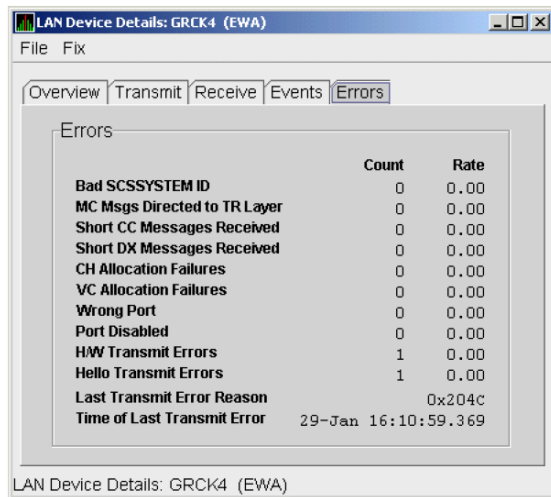 LAN Device Details: GRCK4 (EWA)
File Fix
Overview Transmit Receive Events Errors
Errors
Count Rate
Bad SCSSYSTEM ID 0 0.00
MC Msgs Directed to TR Layer 0 0.00
Short CC Messages Received 0 0.00
Short DX Messages Received 0 0.00
CH Allocation Failures 0 0.00
VC Allocation Failures 0 0.00
Wrong Port 0 0.00
Port Disabled 0 0.00
H/W Transmit Errors 1 0.00
Hello Transmit Errors 1 0.00
Last Transmit Error Reason 0x204C
Time of Last Transmit Error 29-Jan 16:10:59.369
LAN Device Details: GRCK4 (EWA)